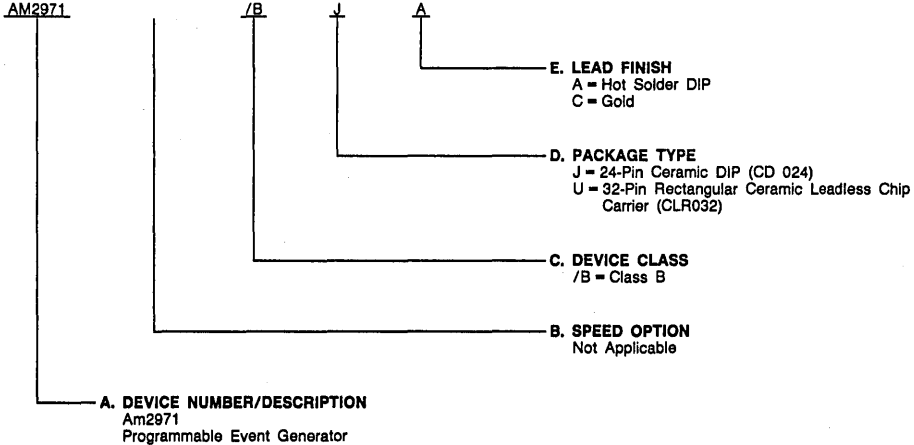 AM2971 /B J A
E. LEAD FINISH
A = Hot Solder DIP
C = Gold
D. PACKAGE TYPE
J = 24-Pin Ceramic DIP (CD 024)
U = 32-Pin Rectangular Ceramic Leadless Chip
Carrier (CLR032)
C. DEVICE CLASS
/B = Class B
B. SPEED OPTION
Not Applicable
A. DEVICE NUMBER/DESCRIPTION
Am2971
Programmable Event Generator